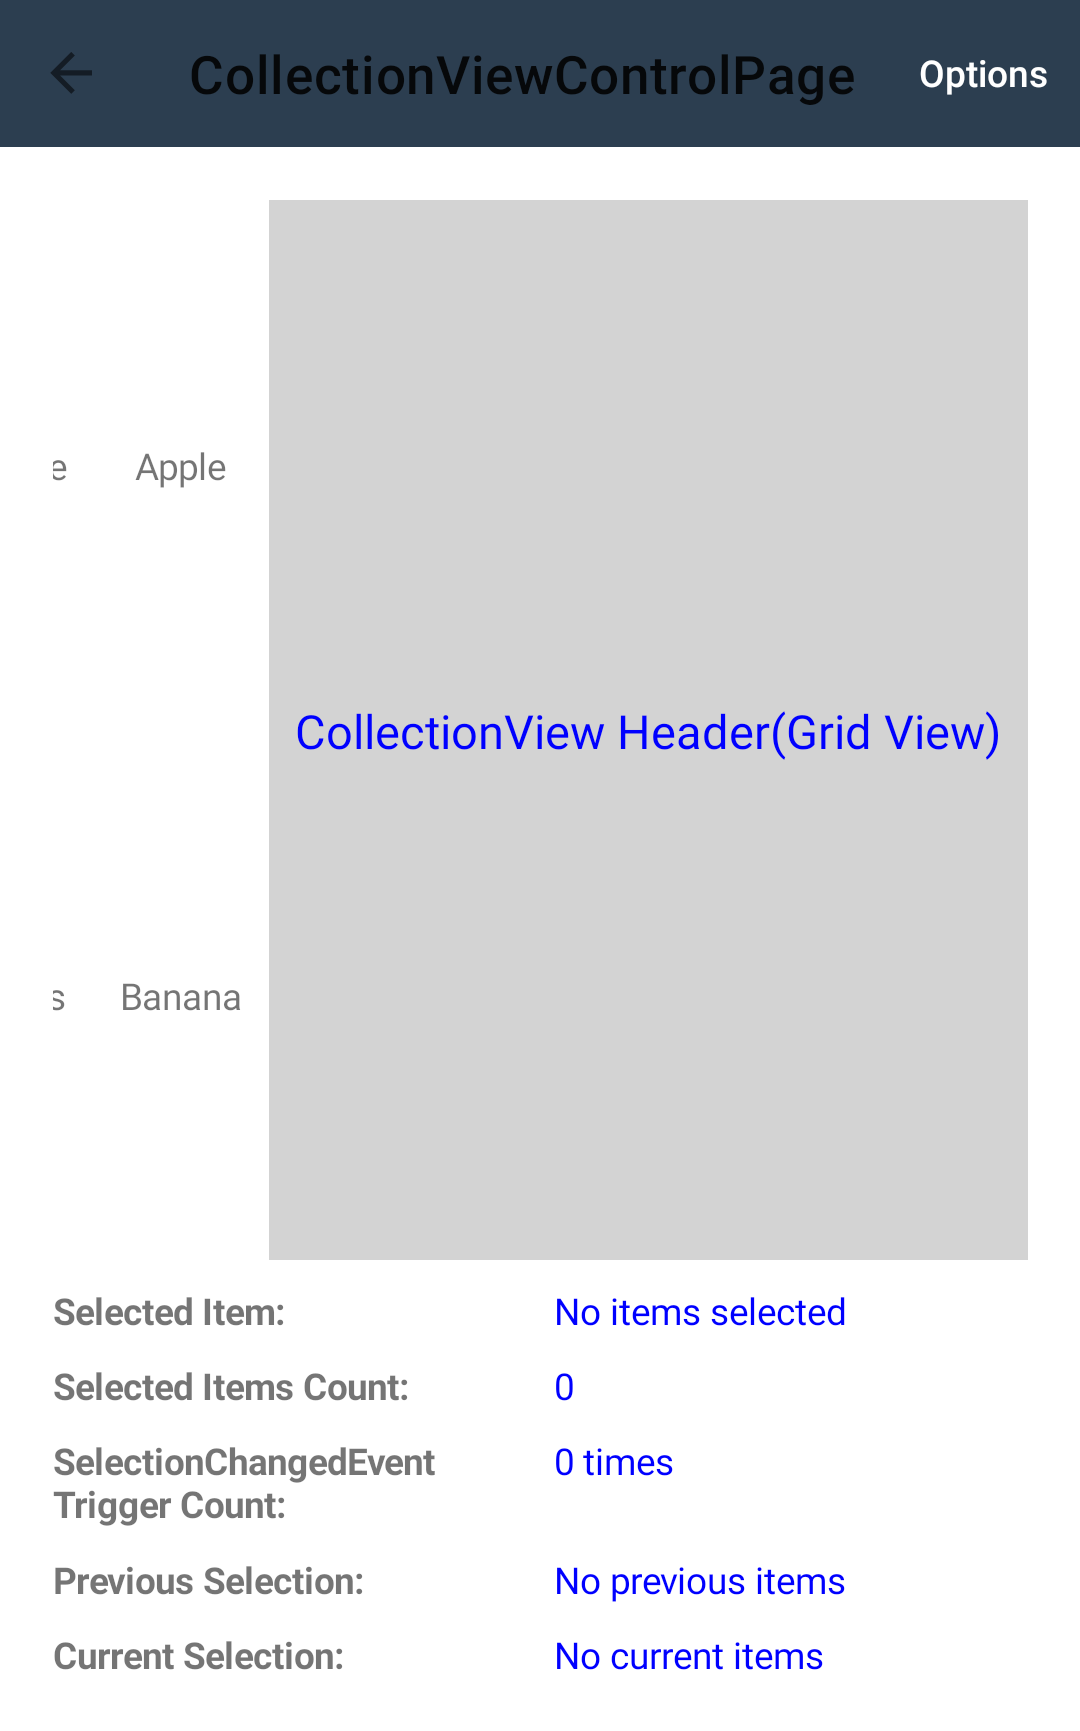 CollectionViewControlPage
Options
e Apple
CollectionView Header(Grid View)
s Banana
Selected Item: No items selected
Selected Items Count: 0
SelectionChangedEvent 0 times
Trigger Count:
Previous Selection: No previous items
Current Selection: No current items